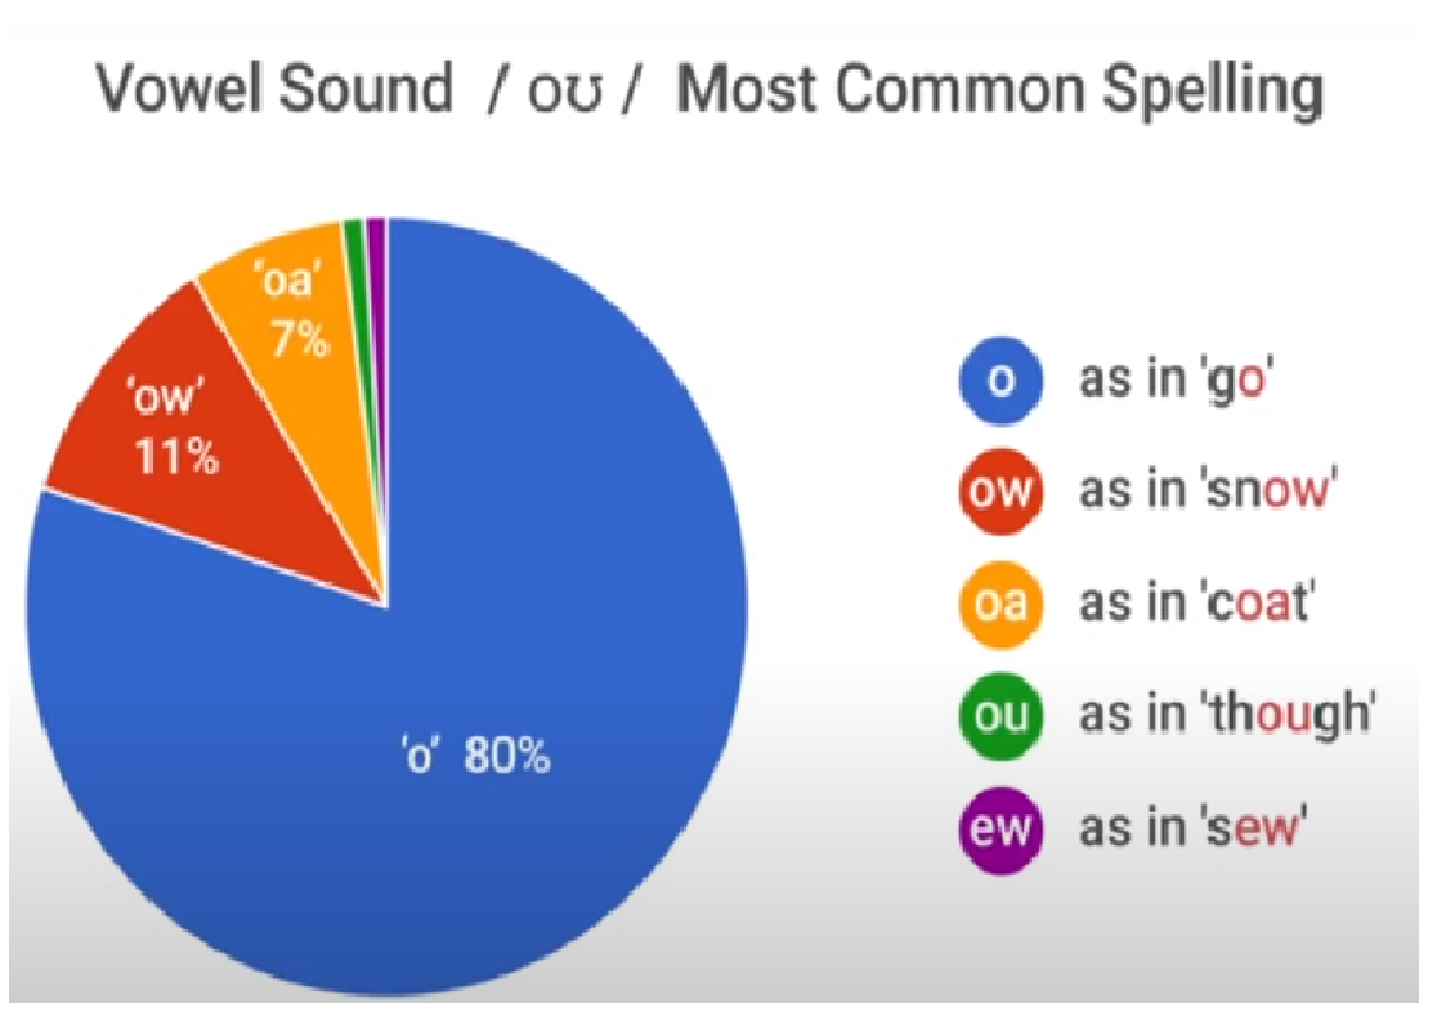 Vowel Sound / oʊ / Most Common Spelling
'oa'
7%
'ow'
11%
'o' 80%
o as in 'go'
ow as in 'snow'
oa as in 'coat'
ou as in 'though'
ew as in 'sew'